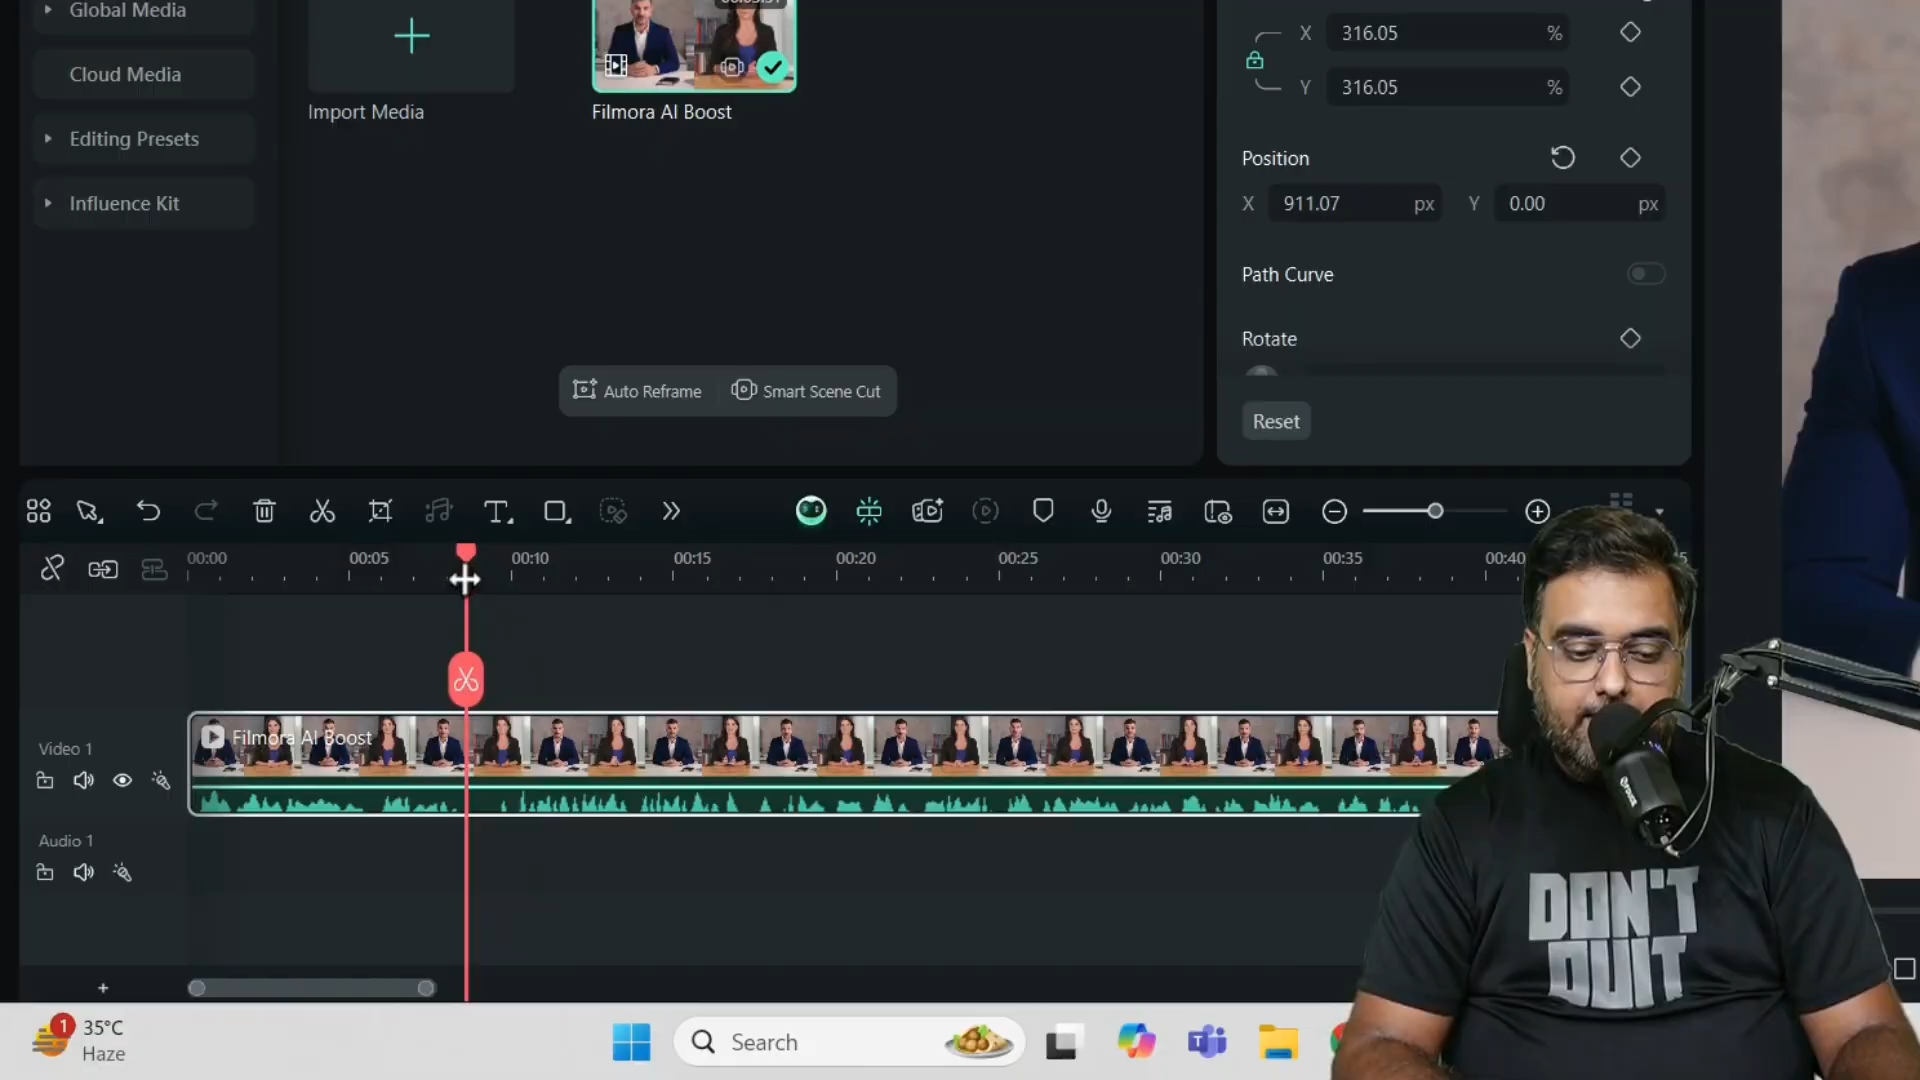 Global Media
Cloud Media
Editing Presets
Influence Kit
Import Media
Filmora AI Boost
Auto Reframe
Smart Scene Cut
X 316.05 %
Y 316.05 %
Position
X 911.07 px Y 0.00 px
Path Curve
Rotate
Reset
00:00 00:05 00:10 00:15 00:20 00:25 00:30 00:35 00:40
Filmora AI Boost
Video 1
Audio 1
DON'T
QUIT
1
35°C
Haze
Search